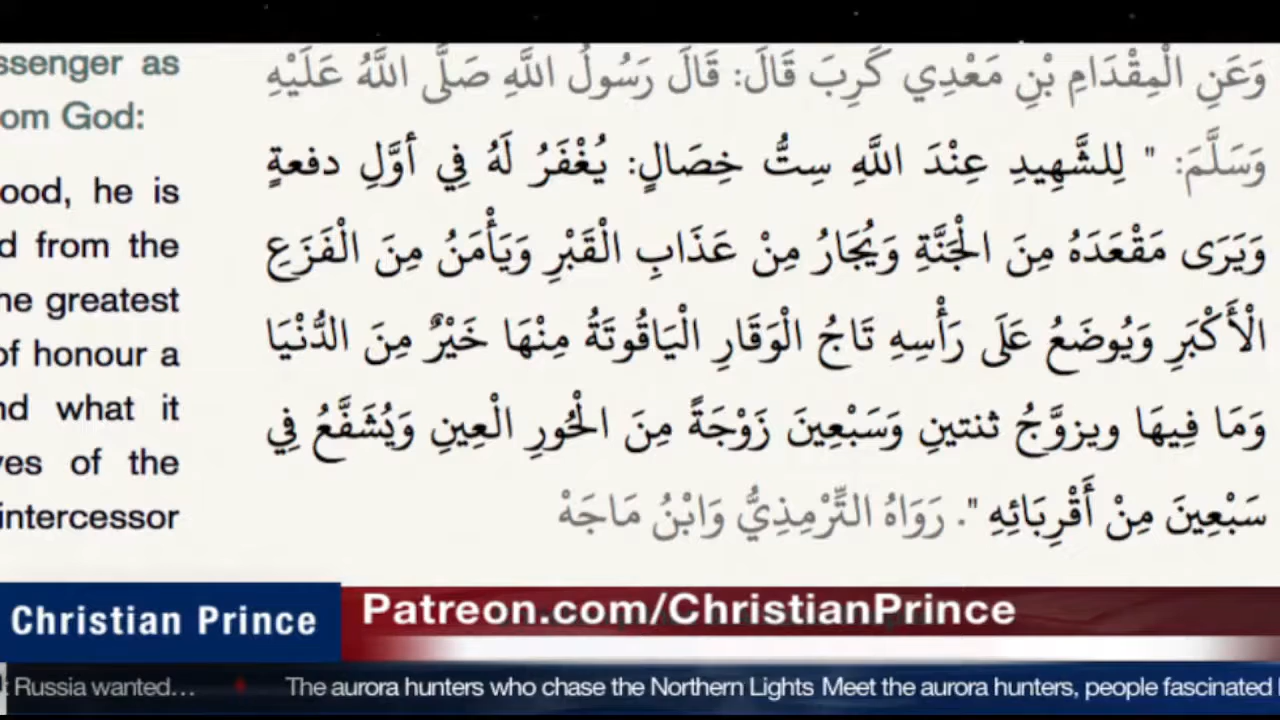 ssenger as
om God:
ood, he is
d from the
he greatest
of honour a
nd what it
ves of the
intercessor
وَعَنِ الْمِقْدَامِ بْنِ مَعْدِي كَرِبَ قَالَ: قَالَ رَسُولُ اللَّهِ صَلَّى اللَّهُ عَلَيْهِ
وَسَلَّمَ: " لِلشَّهِيدِ عِنْدَ اللَّهِ سِتُّ خِصَالٍ: يُغْفَرُ لَهُ فِي أوَّلِ دفعةٍ
وَيَرَى مَقْعَدَهُ مِنَ الْجَنَّةِ وَيُجَارُ مِنْ عَذَابِ الْقَبْرِ وَيَأْمَنُ مِنَ الْفَزَعِ
الْأَكْبَرِ وَيُوضَعُ عَلَى رَأْسِهِ تَاجُ الْوَقَارِ الْيَاقُوتَةُ مِنْهَا خَيْرٌ مِنَ الدُّنْيَا
وَمَا فِيهَا ويزوَّجُ ثنتينِ وَسَبْعِينَ زَوْجَةً مِنَ الْحُورِ الْعِينِ وَيُشَفَّعُ فِي
سَبْعِينَ مِنْ أَقْرِبَائِهِ ". رَوَاهُ التِّرْمِذِيُّ وَابْنُ مَاجَهْ
Christian Prince
Patreon.com/ChristianPrince
Russia wanted... The aurora hunters who chase the Northern Lights Meet the aurora hunters, people fascinated